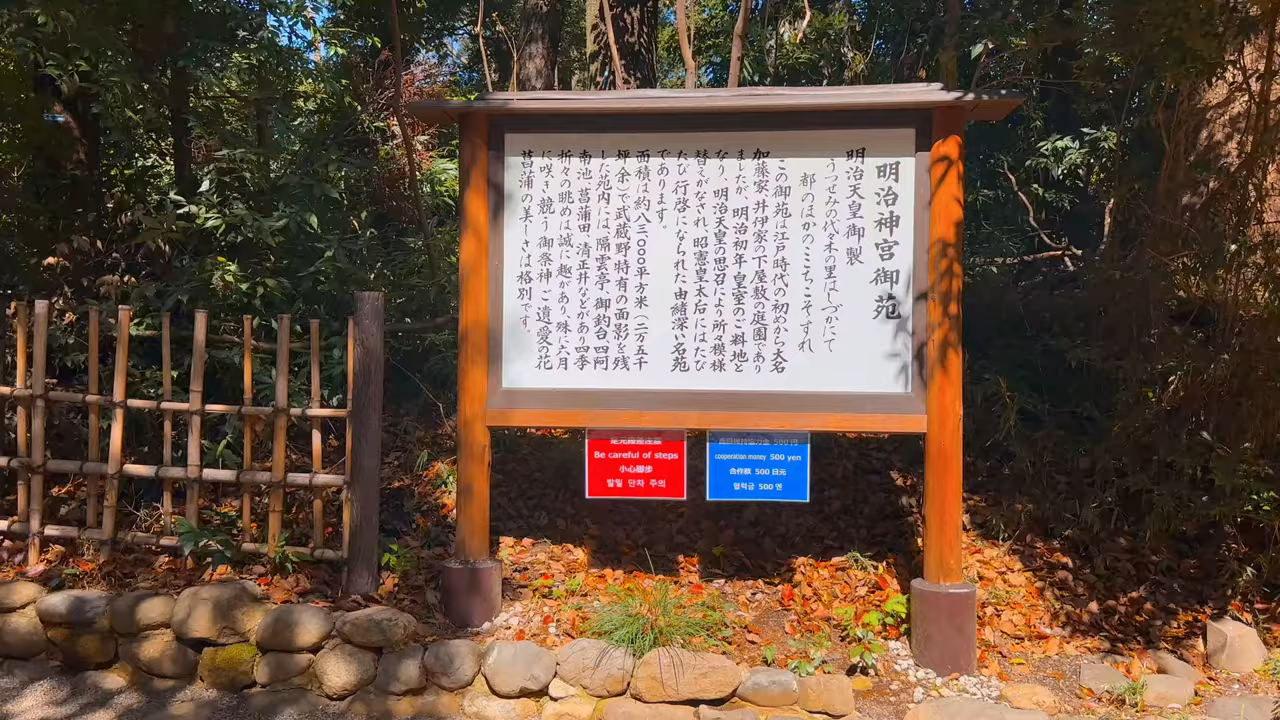 明治神宮御苑
明治天皇御製
うつせみの代々木の里はしづかにて
都のほかのここちこそすれ
この御苑は江戸時代の初めから大名
加藤家、井伊家の下屋敷の庭園であり
ましたが、明治初年皇室のご料地と
なり、明治天皇の思召により所々模様
替えがなされ、昭憲皇太后にはたび
たび行啓になられた由緒深い名苑
であります。
面積は約八三〇〇〇平方米（二万五千
坪余）で武蔵野特有の面影を残
した苑内には、隔雲亭、御釣台、四阿
南池、菖蒲田、清正井などがあり四季
折々の眺めは誠に趣があり、殊に六月
に咲き競う御祭神ご遺愛の花
菖蒲の美しさは格別です。
足元段差注意
Be careful of steps
小心腳步
발밑 단차 주의
500 円
cooperation money 500 yen
合作款 500 日元
협력금 500 엔